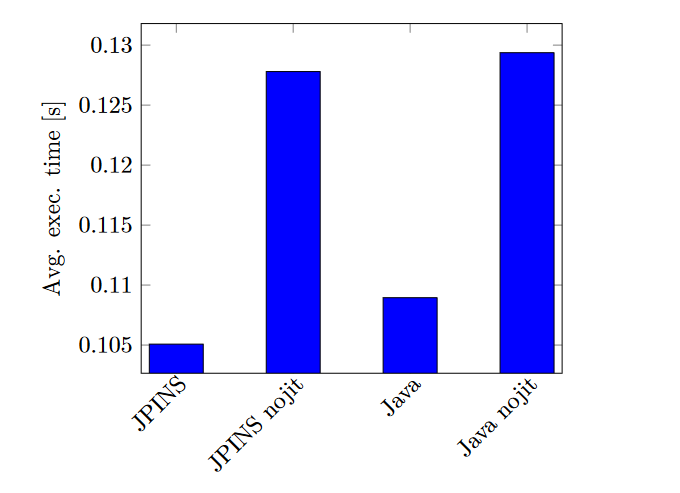 0.13
0.125
0.12
0.115
0.11
0.105
Avg. exec. time [s]
JPINS
JPINS nojit
Java
Java nojit